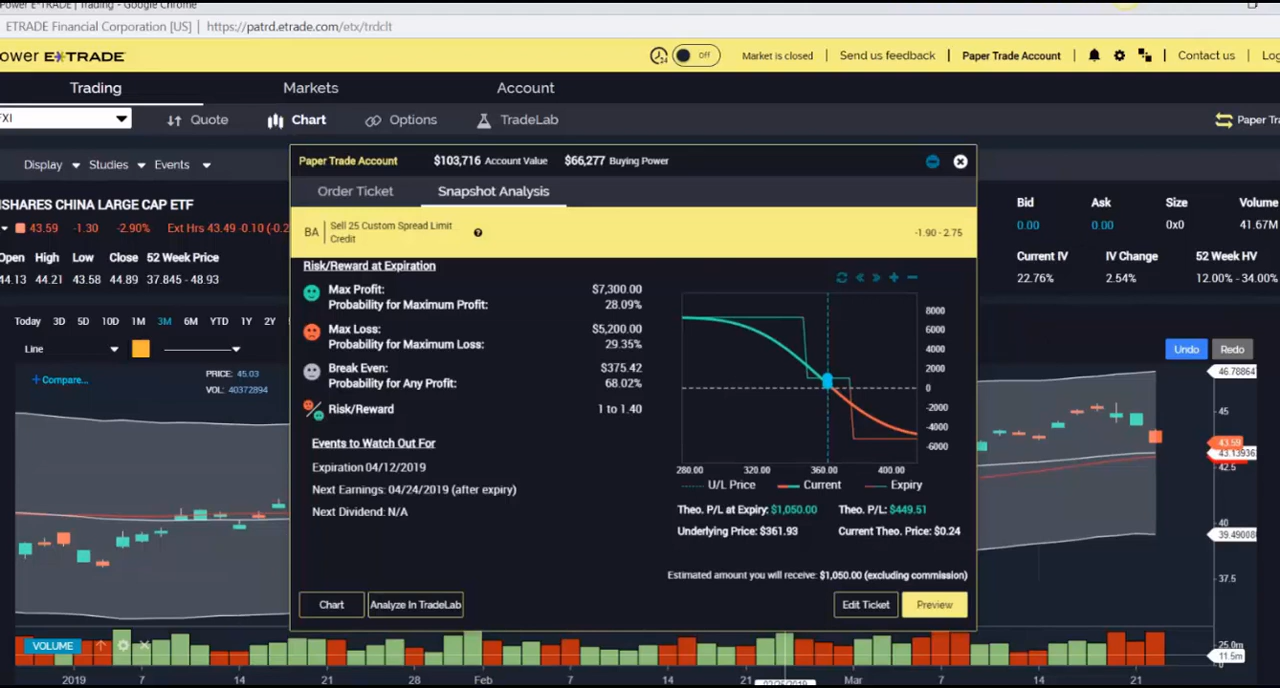 Power E*TRADE | Trading - Google Chrome
ETRADE Financial Corporation [US] | https://patrd.etrade.com/etx/trdclt
ower E*TRADE
Off
Market is closed | Send us feedback | Paper Trade Account | | Contact us | Log
Trading Markets Account
FXI Quote Chart Options TradeLab Paper Tra
Display Studies Events
ISHARES CHINA LARGE CAP ETF
43.59 -1.30 -2.90% Ext Hrs 43.49 -0.10 (-0.2
Open High Low Close 52 Week Price
44.13 44.21 43.58 44.89 37.845 - 48.93
Bid Ask Size Volume
0.00 0.00 0x0 41.67M
Current IV IV Change 52 Week HV
22.76% 2.54% 12.00% - 34.00%
Today 3D 5D 10D 1M 3M 6M YTD 1Y 2Y
Line
Undo Redo
+Compare...
PRICE: 45.03
VOL: 40372894
Paper Trade Account $103,716 Account Value $66,277 Buying Power
Order Ticket Snapshot Analysis
BA | Sell 25 Custom Spread Limit
Credit
-1.90 - 2.75
Risk/Reward at Expiration
Max Profit: $7,300.00
Probability for Maximum Profit: 28.09%
Max Loss: $5,200.00
Probability for Maximum Loss: 29.35%
Break Even: $375.42
Probability for Any Profit: 68.02%
Risk/Reward 1 to 1.40
Events to Watch Out For
Expiration 04/12/2019
Next Earnings: 04/24/2019 (after expiry)
Next Dividend: N/A
8000
6000
4000
2000
0
-2000
-4000
-6000
280.00 320.00 360.00 400.00
U/L Price Current Expiry
Theo. P/L at Expiry: $1,050.00 Theo. P/L: $449.51
Underlying Price: $361.93 Current Theo. Price: $0.24
Estimated amount you will receive: $1,050.00 (excluding commission)
Chart Analyze In TradeLab Edit Ticket Preview
46.78864
45
43.59
43.13936
42.5
40
39.49008
37.5
VOLUME
25.0m
11.5m
2019 7 14 21 28 Feb 7 14 21 Mar 7 14 21